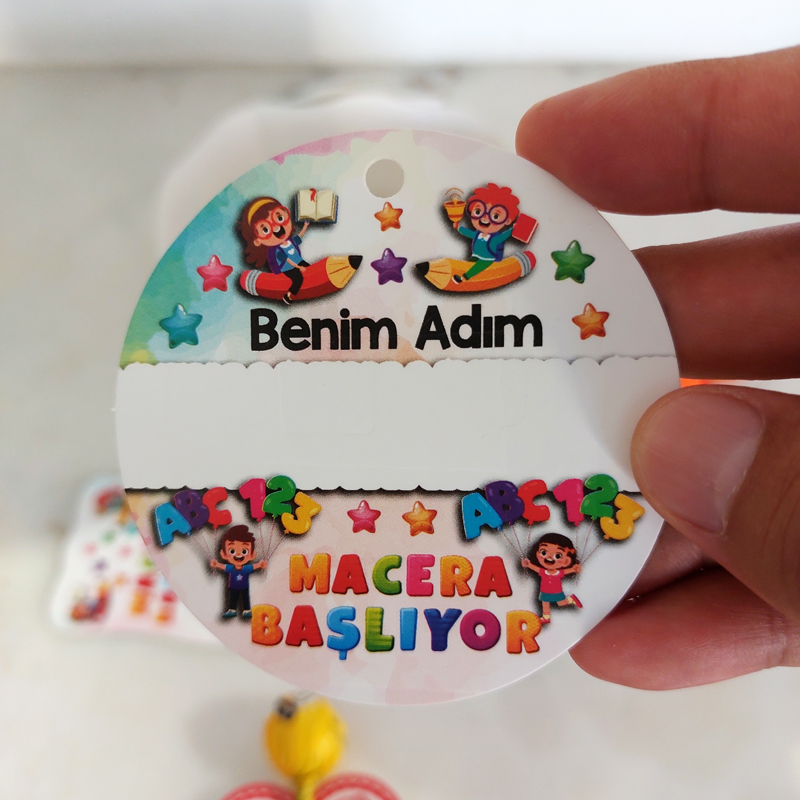 Benim Adım
ABC 123 ABC 123
MACERA
BAŞLIYOR